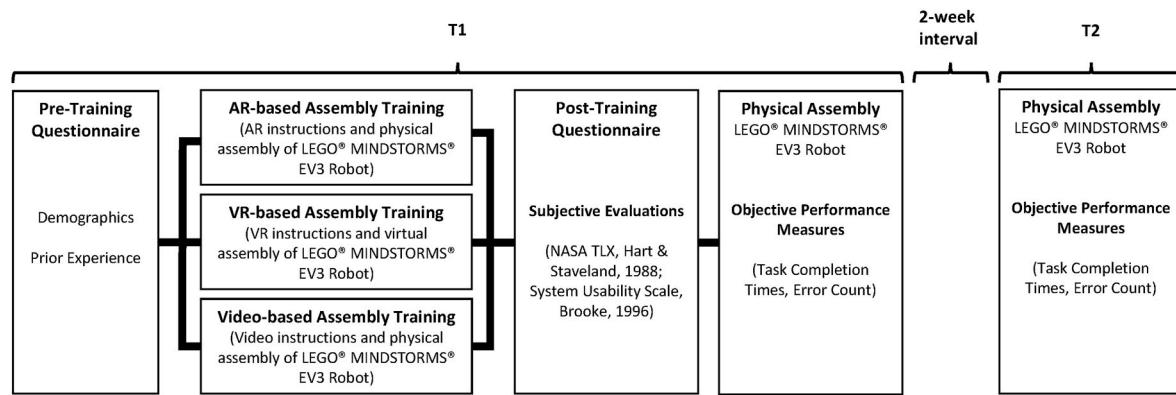 T1
2-week
interval
T2
Pre-Training
Questionnaire
Demographics
Prior Experience
AR-based Assembly Training
(AR instructions and physical
assembly of LEGO® MINDSTORMS®
EV3 Robot)
VR-based Assembly Training
(VR instructions and virtual
assembly of LEGO® MINDSTORMS®
EV3 Robot)
Video-based Assembly Training
(Video instructions and physical
assembly of LEGO® MINDSTORMS®
EV3 Robot)
Post-Training
Questionnaire
Subjective Evaluations
(NASA TLX, Hart &
Staveland, 1988;
System Usability Scale,
Brooke, 1996)
Physical Assembly
LEGO® MINDSTORMS®
EV3 Robot
Objective Performance
Measures
(Task Completion
Times, Error Count)
Physical Assembly
LEGO® MINDSTORMS®
EV3 Robot
Objective Performance
Measures
(Task Completion
Times, Error Count)